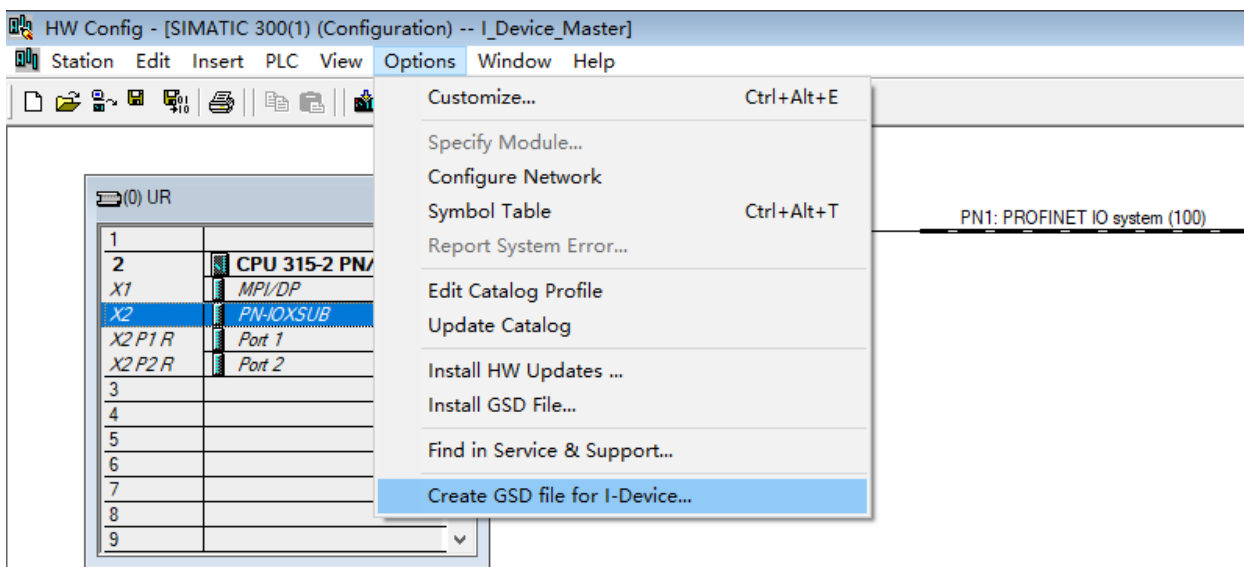 HW Config - [SIMATIC 300(1) (Configuration) -- I_Device_Master]
Station Edit Insert PLC View Options Window Help
Customize... Ctrl+Alt+E
Specify Module...
Configure Network
Symbol Table Ctrl+Alt+T
Report System Error...
Edit Catalog Profile
Update Catalog
Install HW Updates ...
Install GSD File...
Find in Service & Support...
Create GSD file for I-Device...
(0) UR
1
2 CPU 315-2 PN/
X1 MPI/DP
X2 PN-IOXSUB
X2 P1 R Port 1
X2 P2 R Port 2
3
4
5
6
7
8
9
PN1: PROFINET IO system (100)